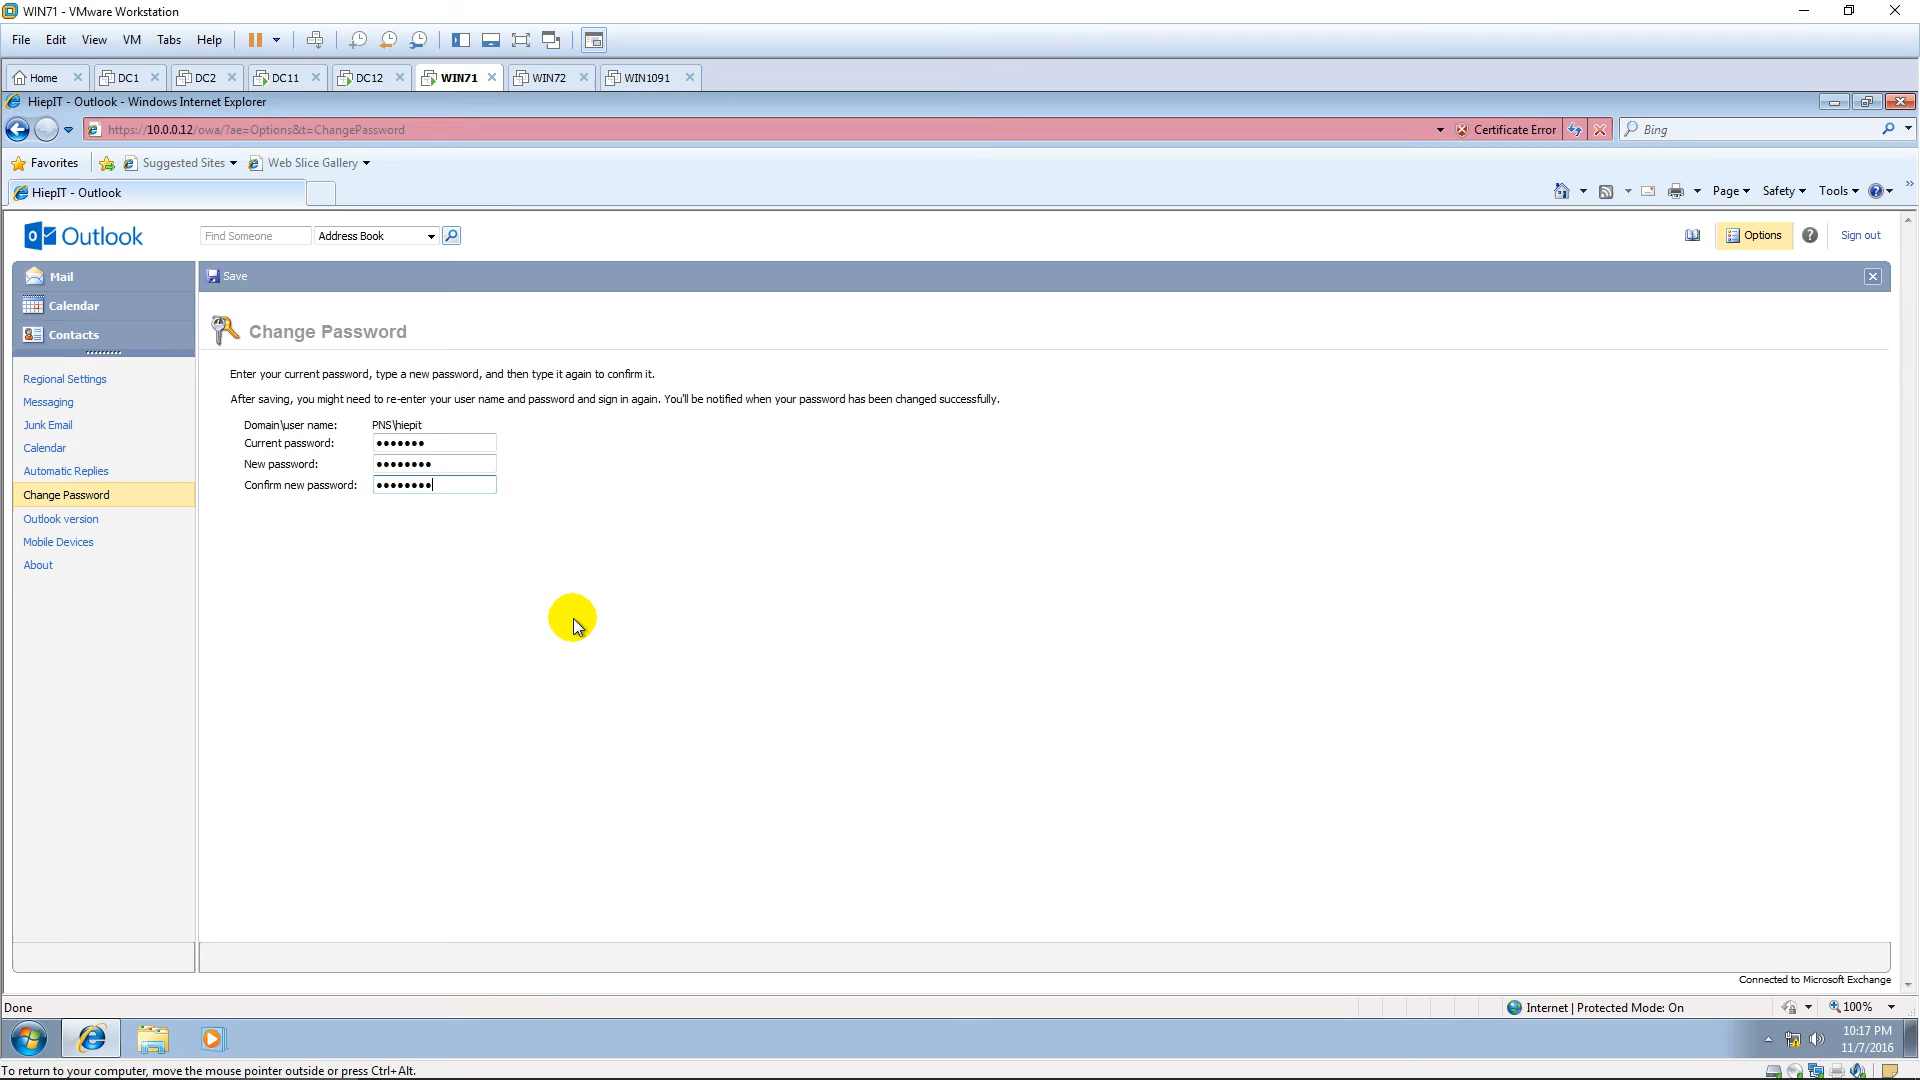 WIN71 - VMware Workstation
File Edit View VM Tabs Help
Home DC1 DC2 DC11 DC12 WIN71 WIN72 WIN1091
HiepIT - Outlook - Windows Internet Explorer
https://10.0.0.12/owa/?ae=Options&t=ChangePassword Certificate Error Bing
Favorites Suggested Sites Web Slice Gallery
HiepIT - Outlook Page Safety Tools
Outlook Find Someone Address Book Options Sign out
Mail Save
Calendar
Contacts
Change Password
Enter your current password, type a new password, and then type it again to confirm it.
After saving, you might need to re-enter your user name and password and sign in again. You'll be notified when your password has been changed successfully.
Domain\user name: PNS\hiepit
Current password: •••••••
New password: ••••••••
Confirm new password: ••••••••
Regional Settings
Messaging
Junk Email
Calendar
Automatic Replies
Change Password
Outlook version
Mobile Devices
About
Connected to Microsoft Exchange
Done Internet | Protected Mode: On 100%
10:17 PM
11/7/2016
To return to your computer, move the mouse pointer outside or press Ctrl+Alt.